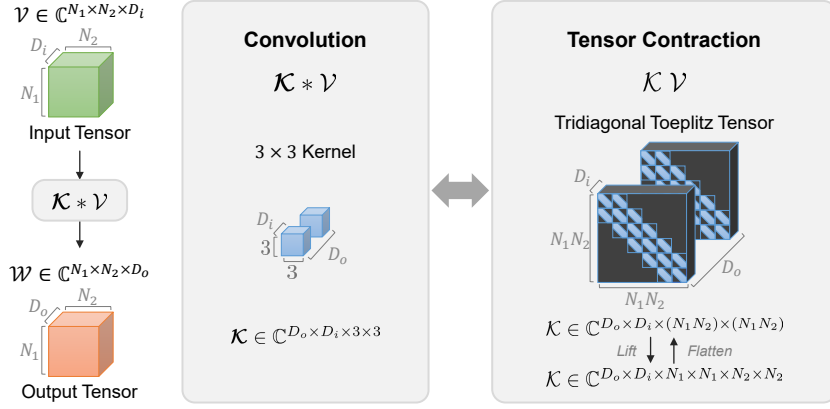 𝒱 ∈ ℂ^{N₁×N₂×Dᵢ}
Dᵢ
N₂
N₁
Input Tensor
𝓚 ∗ 𝒱
𝒲 ∈ ℂ^{N₁×N₂×Dₒ}
Dₒ
N₂
N₁
Output Tensor
Convolution
𝓚 ∗ 𝒱
3 × 3 Kernel
Dᵢ
3
3
Dₒ
𝓚 ∈ ℂ^{Dₒ×Dᵢ×3×3}
Tensor Contraction
𝒦 𝒱
Tridiagonal Toeplitz Tensor
Dᵢ
N₁N₂
N₁N₂
Dₒ
𝒦 ∈ ℂ^{Dₒ×Dᵢ×(N₁N₂)×(N₁N₂)}
Lift
Flatten
𝒦 ∈ ℂ^{Dₒ×Dᵢ×N₁×N₁×N₂×N₂}